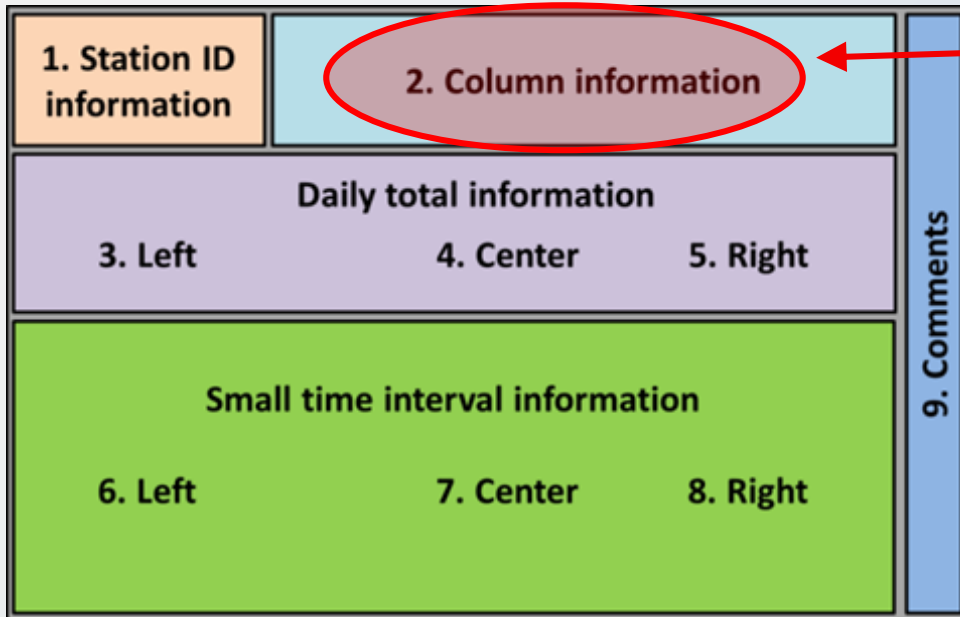 1. Station ID
information
2. Column information
Daily total information
3. Left 4. Center 5. Right
Small time interval information
6. Left 7. Center 8. Right
9. Comments